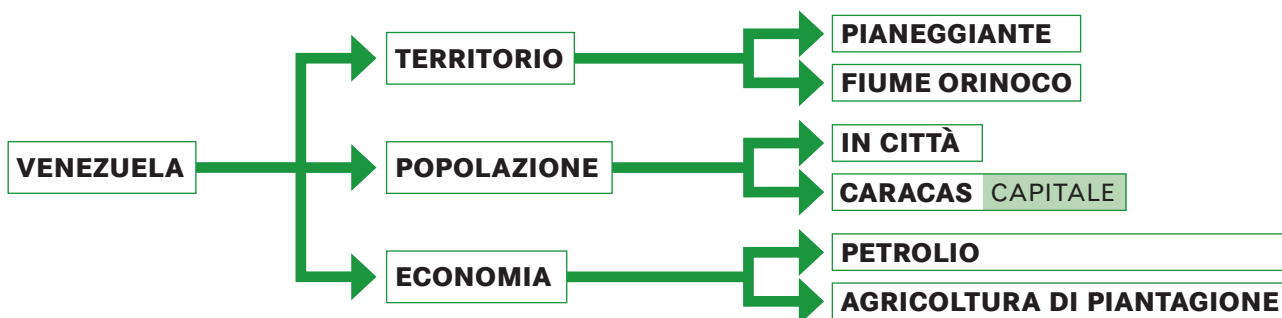 VENEZUELA
TERRITORIO
PIANEGGIANTE
FIUME ORINOCO
POPOLAZIONE
IN CITTÀ
CARACAS CAPITALE
ECONOMIA
PETROLIO
AGRICOLTURA DI PIANTAGIONE